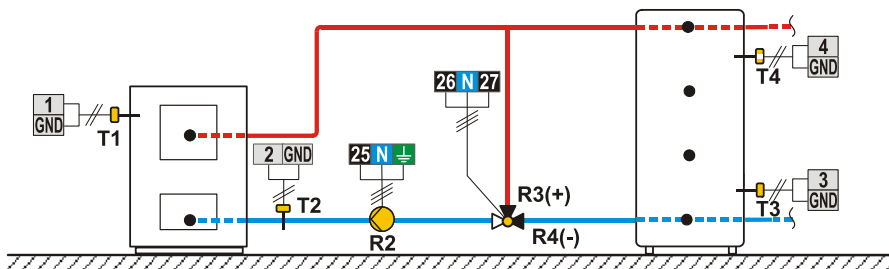 1
GND
T1
2 GND
T2
25 N
R2
26 N 27
R3(+)
R4(-)
4
GND
T4
3
GND
T3